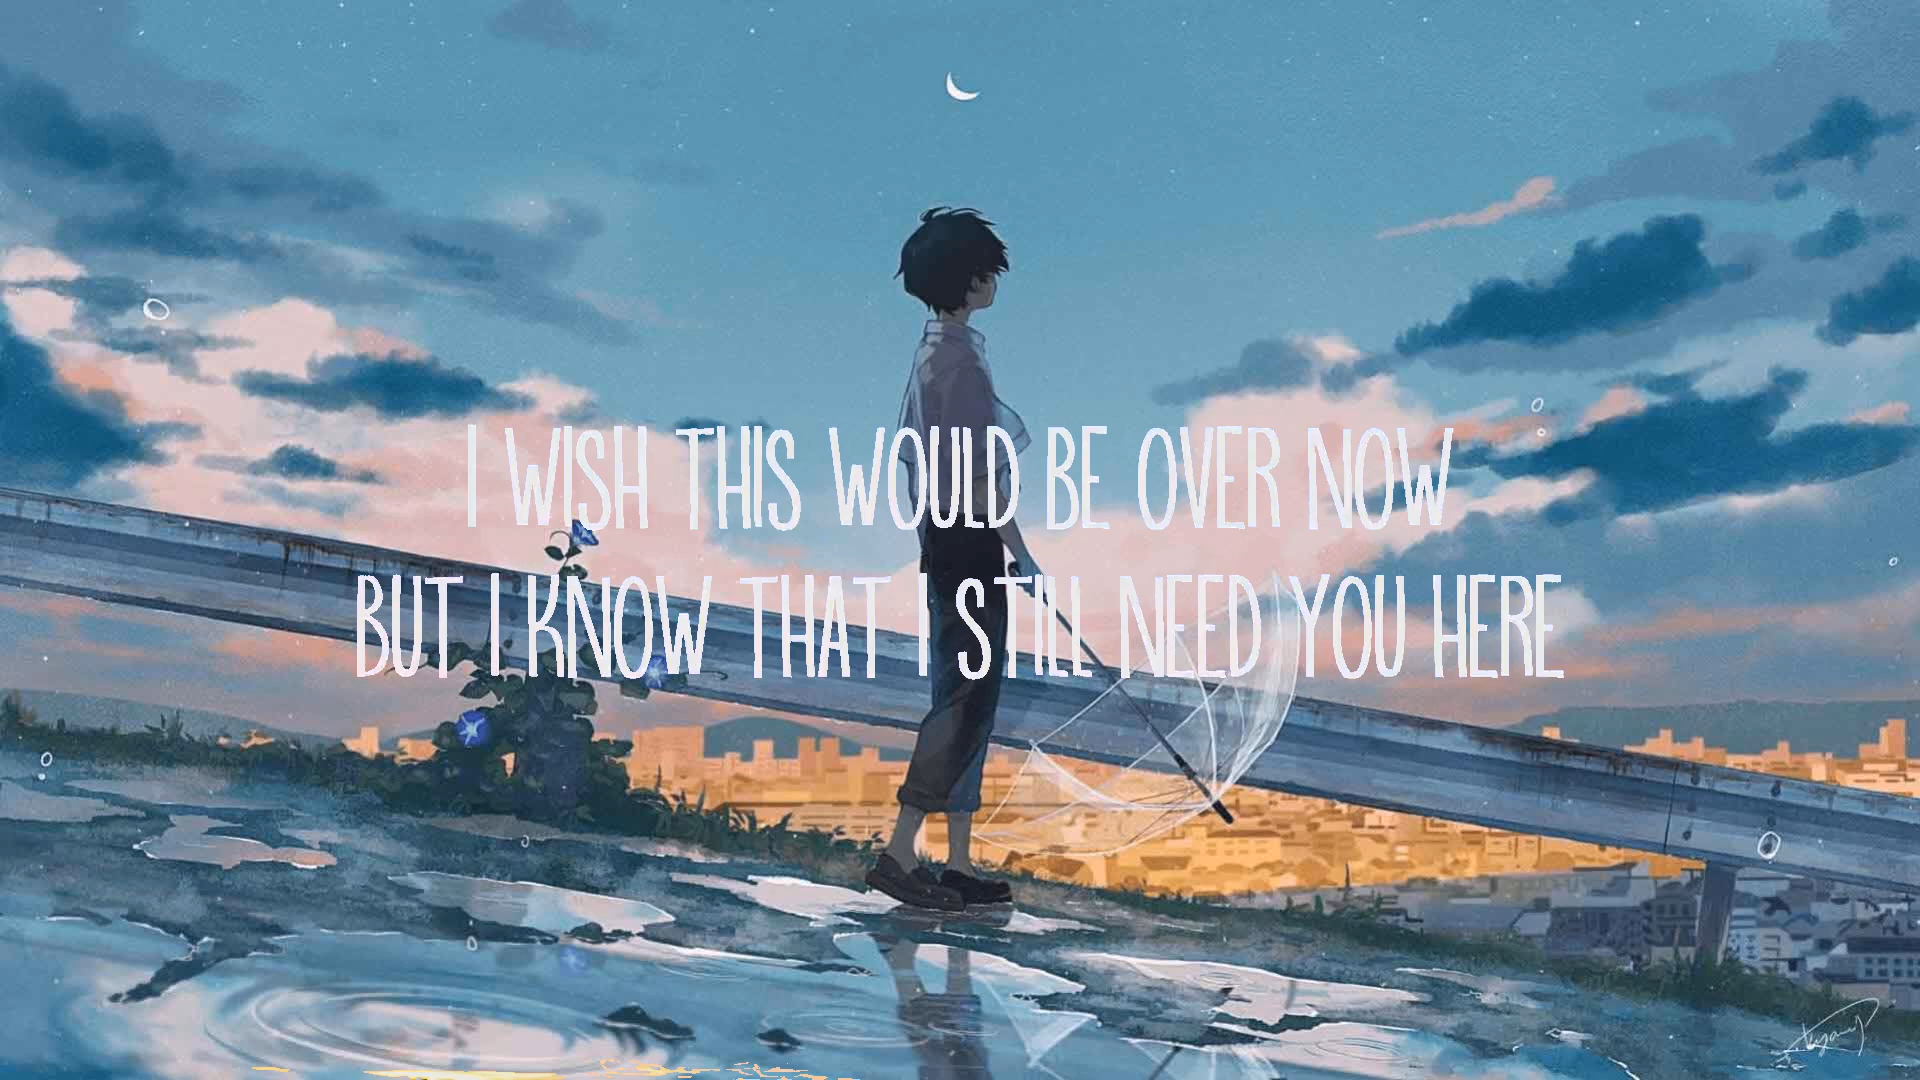 I WISH THIS WOULD BE OVER NOW
BUT I KNOW THAT I STILL NEED YOU HERE